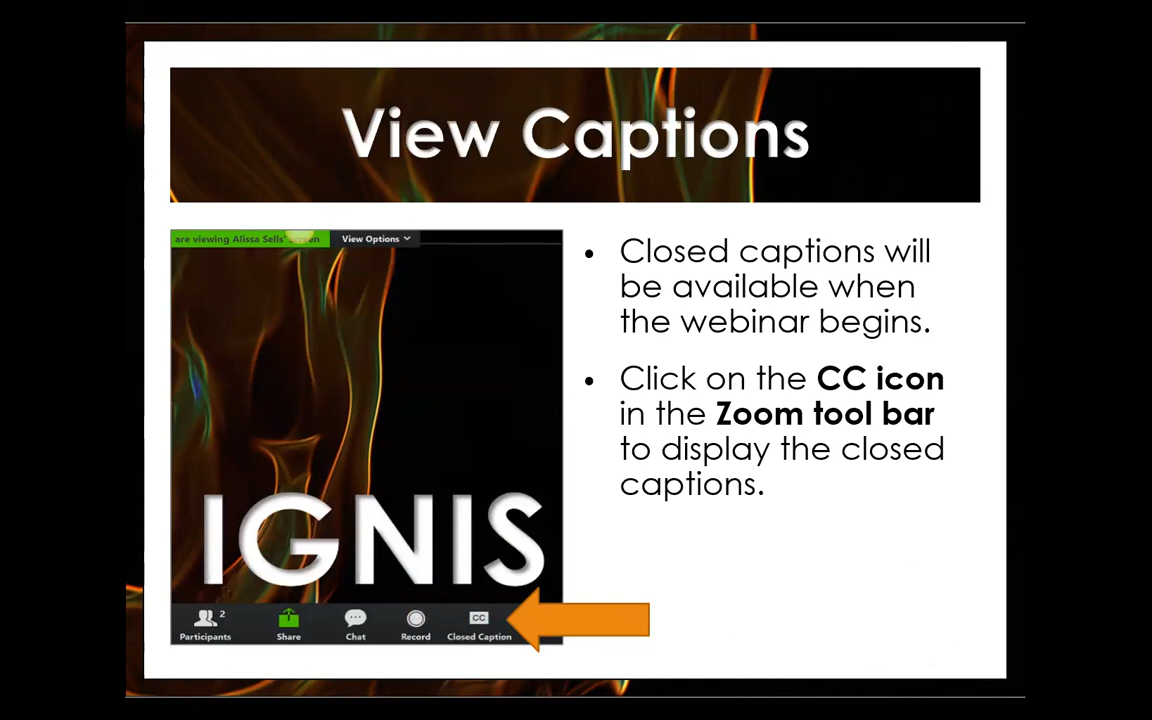 View Captions
are viewing Alissa Sells' screen View Options
IGNIS
2
Participants Share Chat Record CC Closed Caption
• Closed captions will
be available when
the webinar begins.
• Click on the CC icon
in the Zoom tool bar
to display the closed
captions.